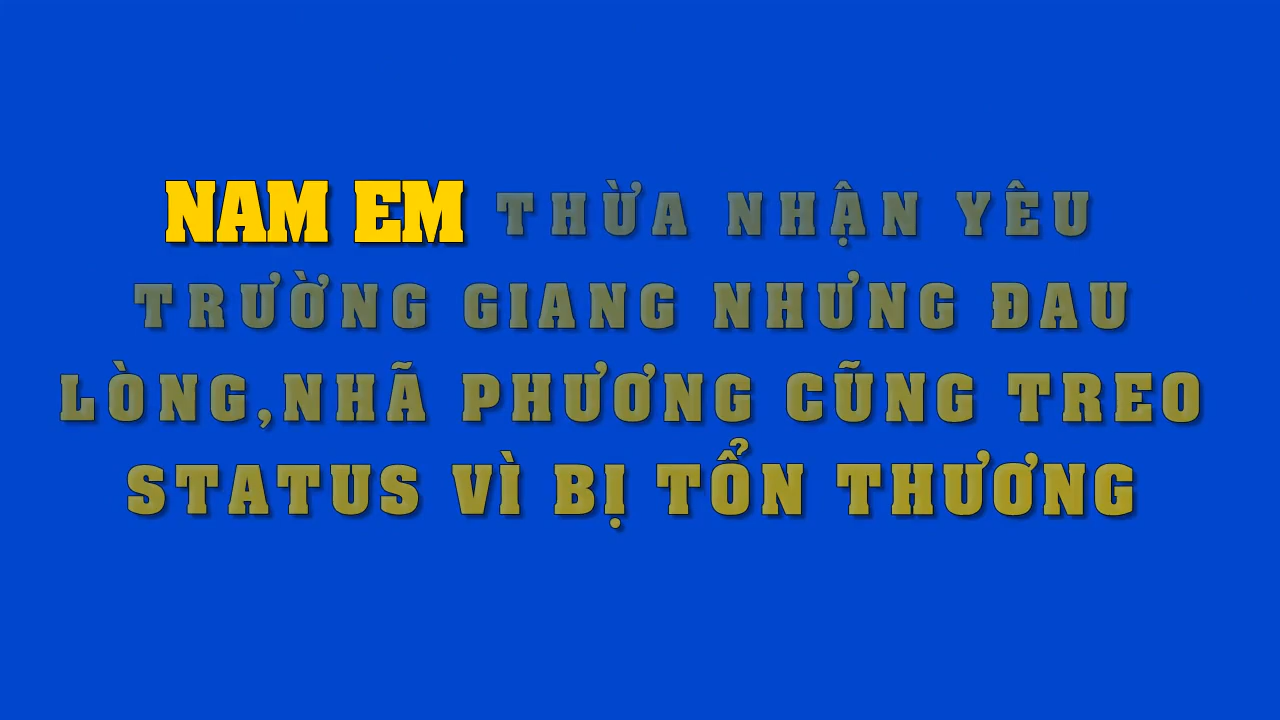 NAM EM THỪA NHẬN YÊU
TRƯỜNG GIANG NHƯNG ĐAU
LÒNG,NHÃ PHƯƠNG CŨNG TREO
STATUS VÌ BỊ TỔN THƯƠNG